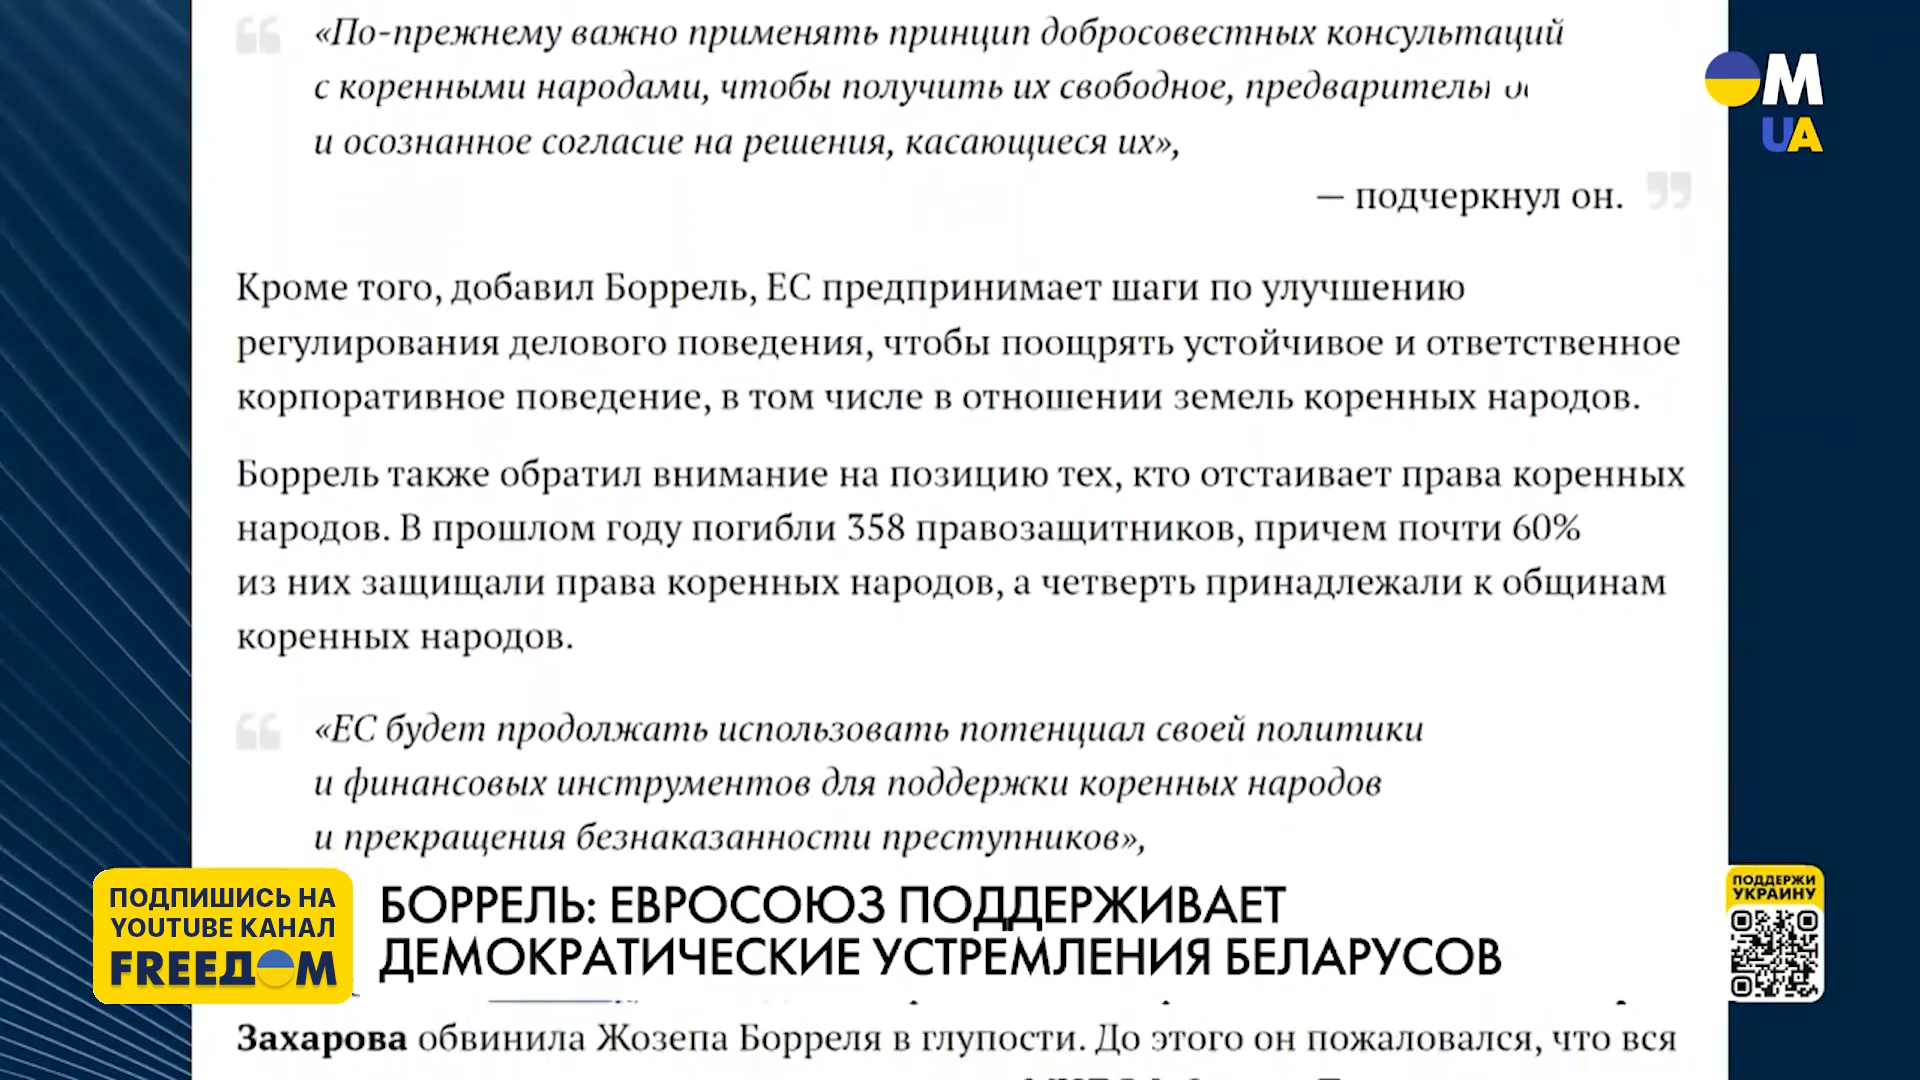 «По-прежнему важно применять принцип добросовестных консультаций
с коренными народами, чтобы получить их свободное,
и осознанное согласие на решения, касающиеся их»,
— подчеркнул он.
M
UA
Кроме того, добавил Боррель, ЕС предпринимает шаги по улучшению
регулирования делового поведения, чтобы поощрять устойчивое и ответственное
корпоративное поведение, в том числе в отношении земель коренных народов.
Боррель также обратил внимание на позицию тех, кто отстаивает права коренных
народов. В прошлом году погибли 358 правозащитников, причем почти 60%
из них защищали права коренных народов, а четверть принадлежали к общинам
коренных народов.
«ЕС будет продолжать использовать потенциал своей политики
и финансовых инструментов для поддержки коренных народов
и прекращения безнаказанности преступников»,
ПОДПИШИСЬ НА
YOUTUBE КАНАЛ
FREEДOM
БОРРЕЛЬ: ЕВРОСОЮЗ ПОДДЕРЖИВАЕТ
ДЕМОКРАТИЧЕСКИЕ УСТРЕМЛЕНИЯ БЕЛАРУСОВ
ПОДДЕРЖИ
УКРАИНУ
Захарова обвинила Жозепа Борреля в глупости. До этого он пожаловался, что вся